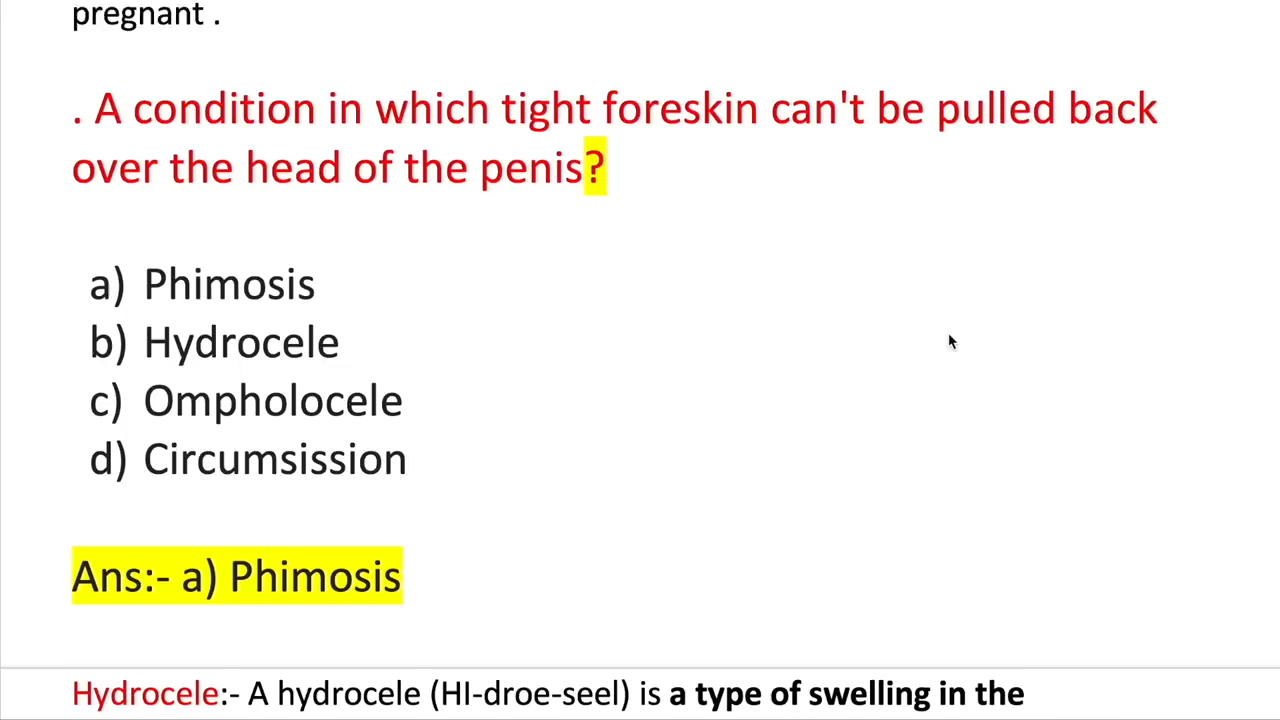 pregnant .
. A condition in which tight foreskin can't be pulled back
over the head of the penis?
a) Phimosis
b) Hydrocele
c) Ompholocele
d) Circumsission
Ans:- a) Phimosis
Hydrocele:- A hydrocele (HI-droe-seel) is a type of swelling in the